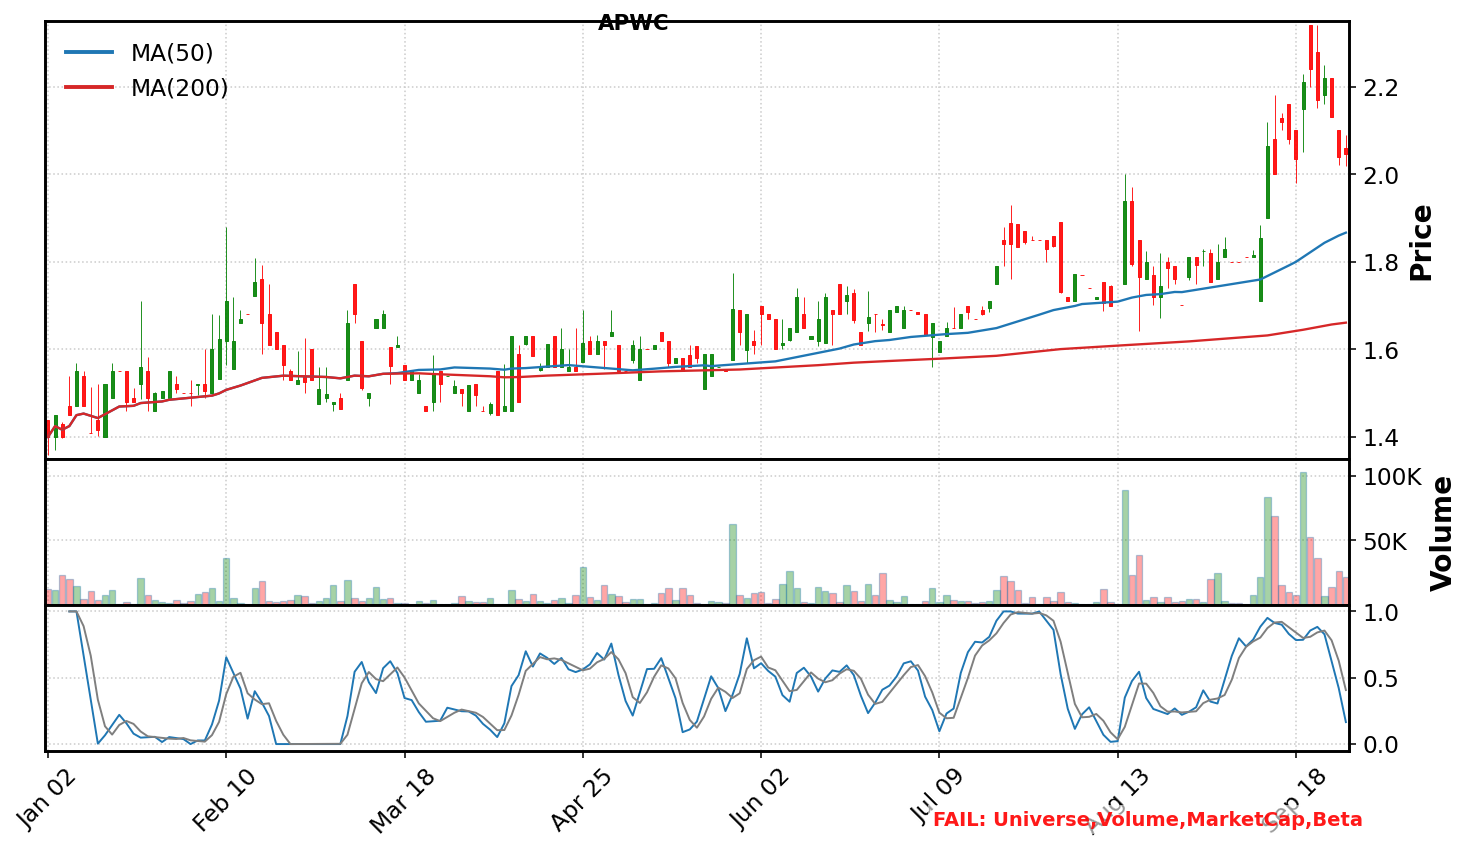 APWC
MA(50)
MA(200)
2.2
2.0
1.8
1.6
1.4
Price
100K
50K
Volume
1.0
0.5
0.0
Jan 02
Feb 10
Mar 18
Apr 25
Jun 02
Jul 09
Aug 13
Sep 18
FAIL: Universe,Volume,MarketCap,Beta